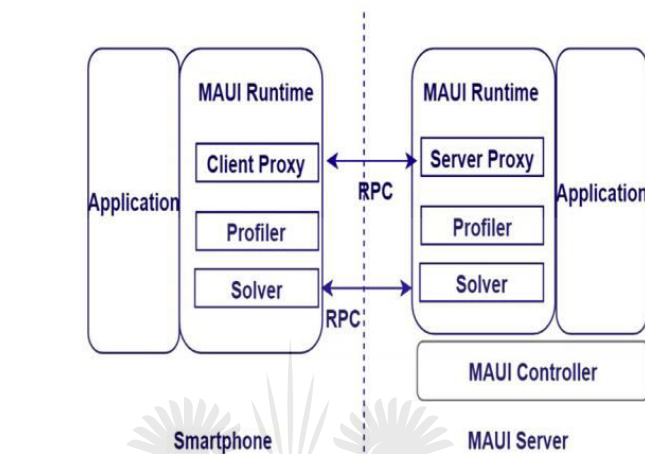 MAUI Runtime
MAUI Runtime
Client Proxy
Server Proxy
RPC
Application
Application
Profiler
Profiler
Solver
Solver
RPC
MAUI Controller
Smartphone
MAUI Server